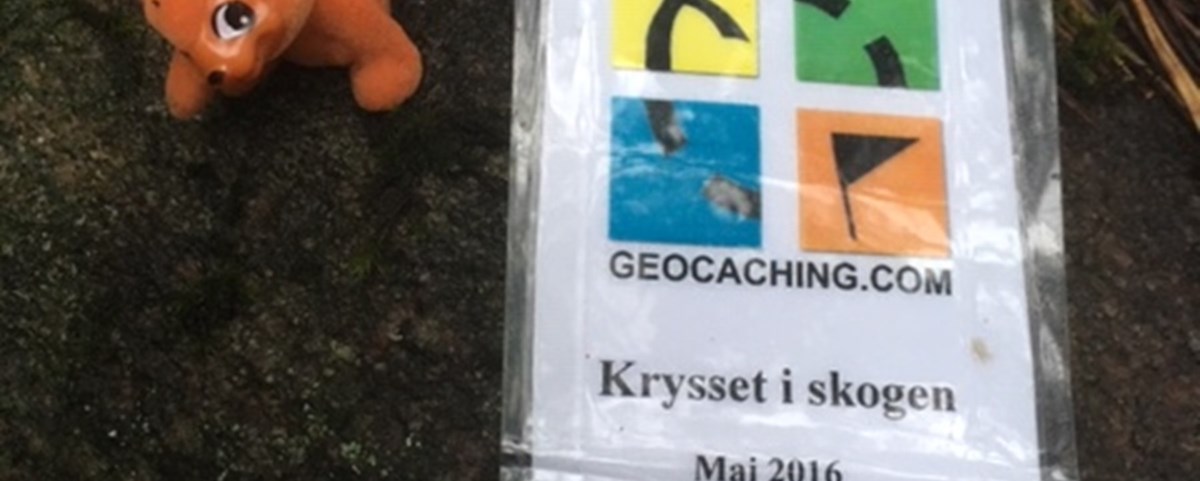 GEOCACHING.COM
Krysset i skogen
Mai 2016